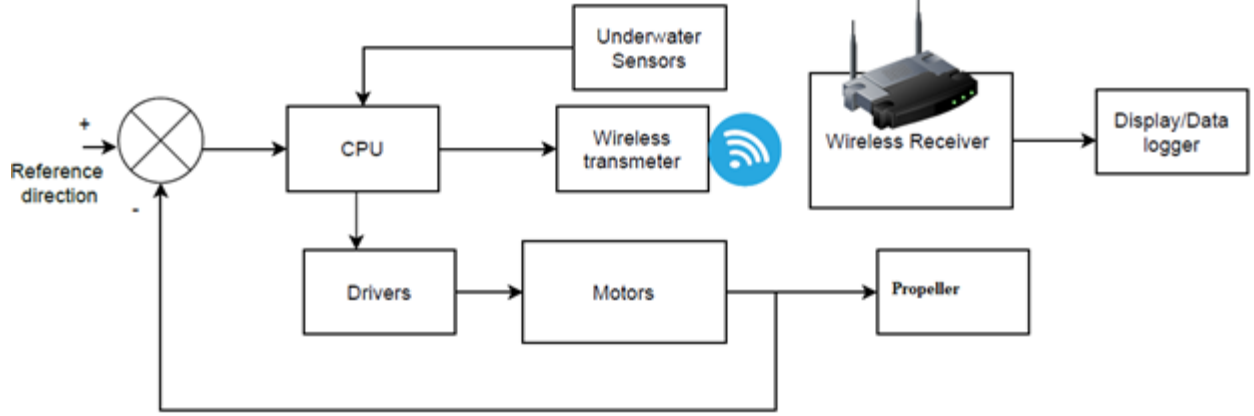 Underwater
Sensors
+
Reference
direction
-
CPU
Wireless
transmeter
Wireless Receiver
Display/Data
logger
Drivers
Motors
Propeller